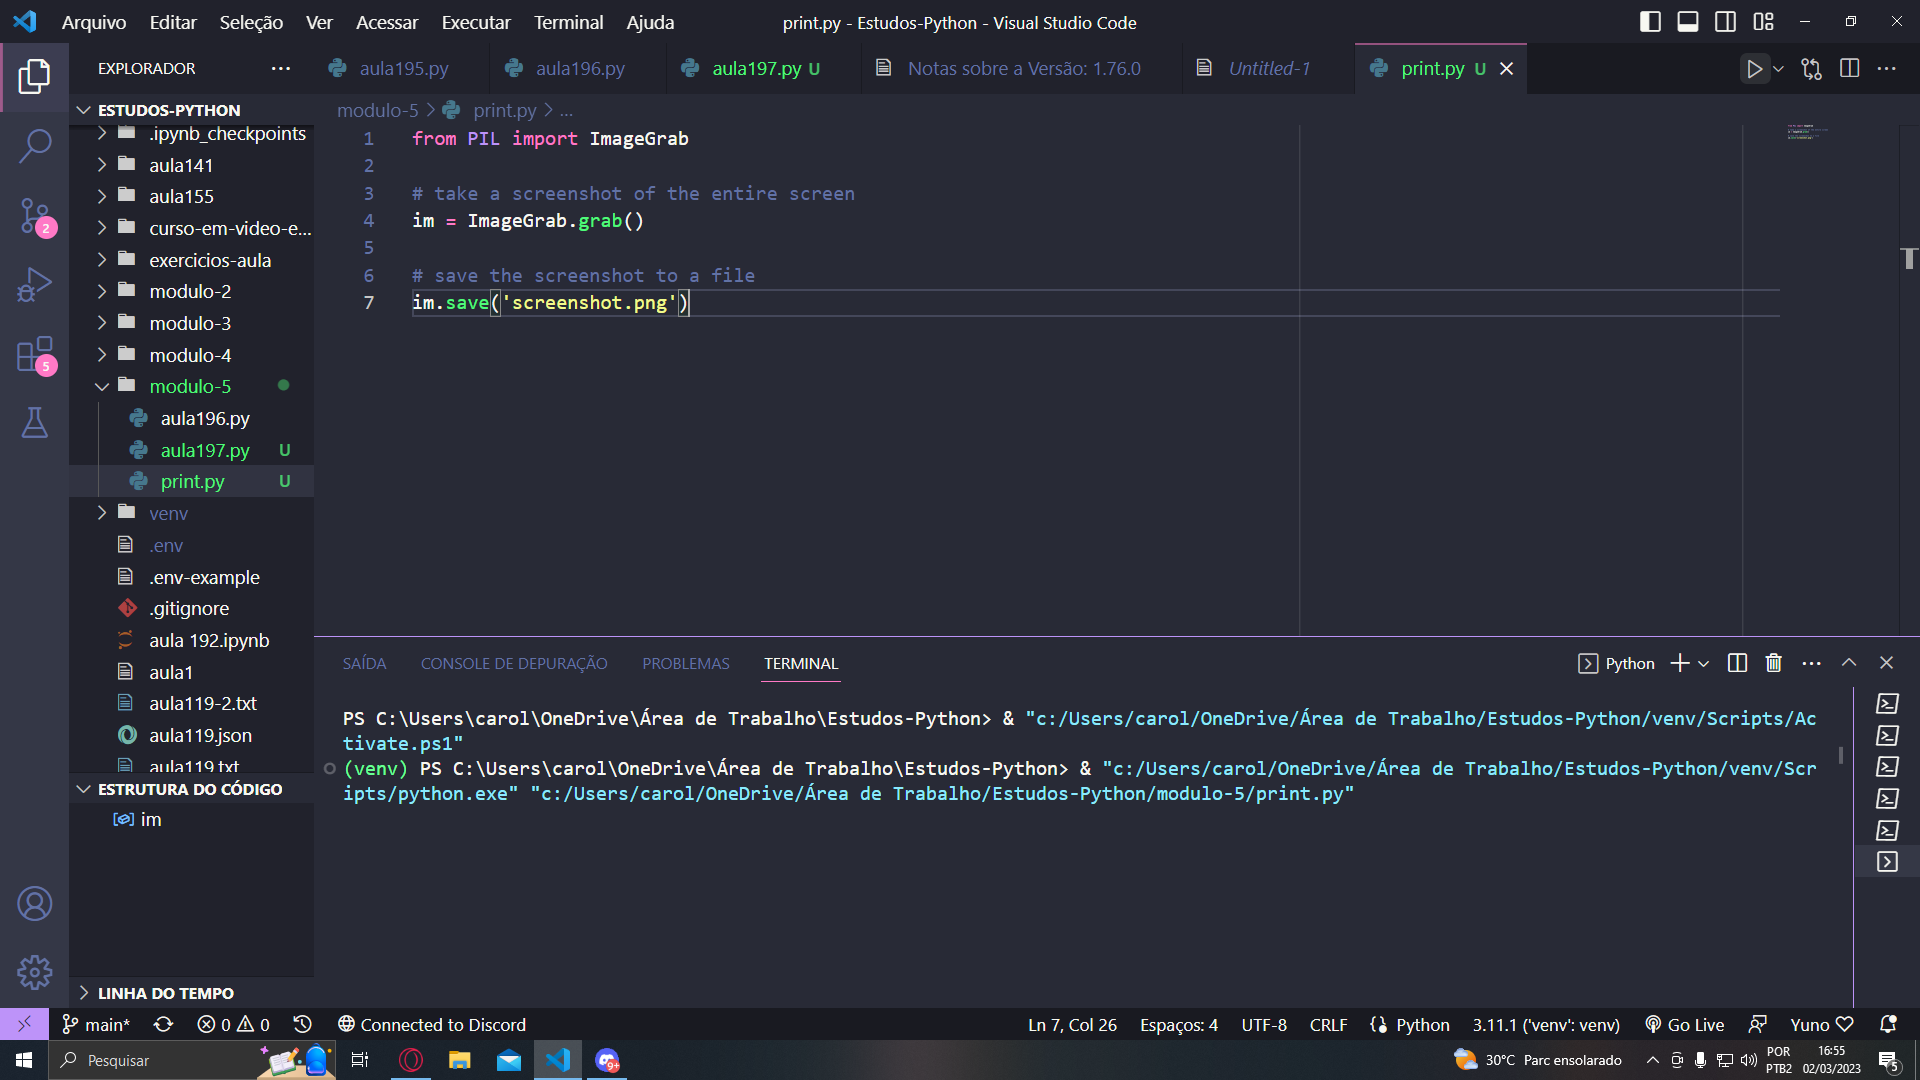 Arquivo Editar Seleção Ver Acessar Executar Terminal Ajuda
print.py - Estudos-Python - Visual Studio Code
EXPLORADOR
aula195.py
aula196.py
aula197.py U
Notas sobre a Versão: 1.76.0
Untitled-1
print.py U
ESTUDOS-PYTHON
.ipynb_checkpoints
aula141
aula155
curso-em-video-e...
exercicios-aula
modulo-2
modulo-3
modulo-4
modulo-5
aula196.py
aula197.py U
print.py U
venv
.env
.env-example
.gitignore
aula 192.ipynb
aula1
aula119-2.txt
aula119.json
aula119.txt
ESTRUTURA DO CÓDIGO
im
LINHA DO TEMPO
2
5
modulo-5 > print.py > ...
1 from PIL import ImageGrab
2
3 # take a screenshot of the entire screen
4 im = ImageGrab.grab()
5
6 # save the screenshot to a file
7 im.save('screenshot.png')
SAÍDA CONSOLE DE DEPURAÇÃO PROBLEMAS TERMINAL
Python
PS C:\Users\carol\OneDrive\Área de Trabalho\Estudos-Python> & "c:/Users/carol/OneDrive/Área de Trabalho/Estudos-Python/venv/Scripts/Ac
tivate.ps1"
(venv) PS C:\Users\carol\OneDrive\Área de Trabalho\Estudos-Python> & "c:/Users/carol/OneDrive/Área de Trabalho/Estudos-Python/venv/Scr
ipts/python.exe" "c:/Users/carol/OneDrive/Área de Trabalho/Estudos-Python/modulo-5/print.py"
main* 0 0 Connected to Discord
Ln 7, Col 26 Espaços: 4 UTF-8 CRLF Python 3.11.1 ('venv': venv) Go Live Yuno
Pesquisar
9+
30°C Parc ensolarado
POR
PTB2
16:55
02/03/2023
5